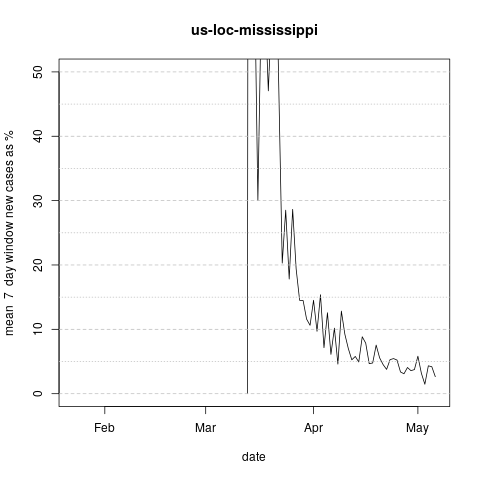 us-loc-mississippi
mean  7  day window new cases as %
50
40
30
20
10
0
Feb
Mar
Apr
May
date